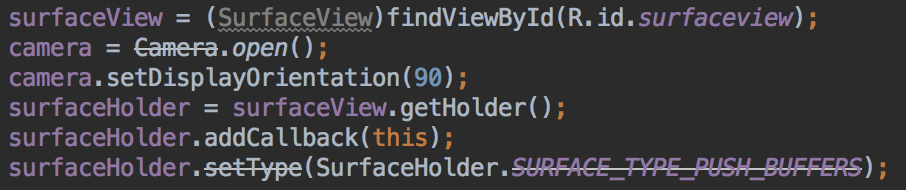 surfaceView = (SurfaceView)findViewById(R.id.surfaceview);
camera = Camera.open();
camera.setDisplayOrientation(90);
surfaceHolder = surfaceView.getHolder();
surfaceHolder.addCallback(this);
surfaceHolder.setType(SurfaceHolder.SURFACE_TYPE_PUSH_BUFFERS);